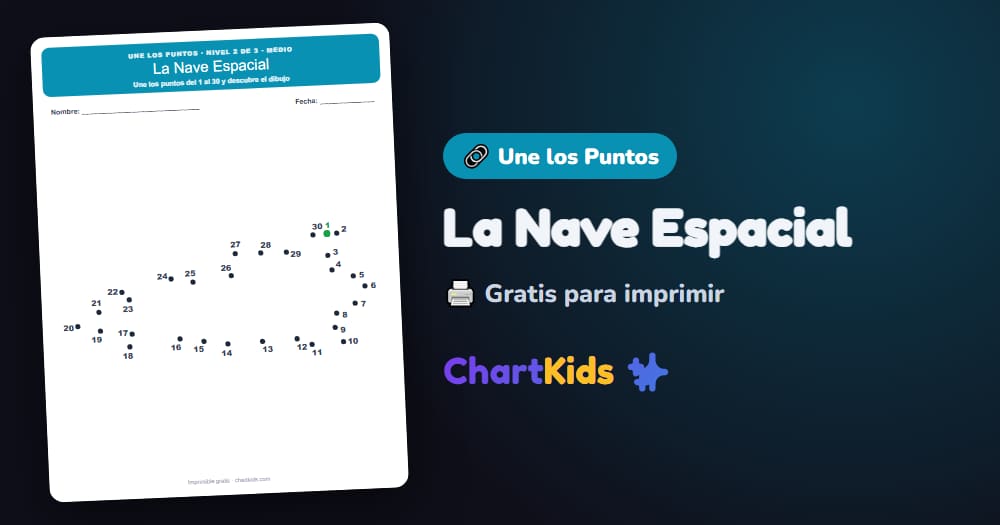 UNE LOS PUNTOS · NIVEL 2 DE 3 · MEDIO
La Nave Espacial
Une los puntos del 1 al 30 y descubre el dibujo
Nombre: Fecha:
30 1 2
27 28 29 3
26 4
24 25 5
6
22 7
21 23 8
20 17 9
19 10
18 16 15 14 13 12 11
Imprimible gratis · chartkids.com
Une los Puntos
La Nave Espacial
Gratis para imprimir
ChartKids